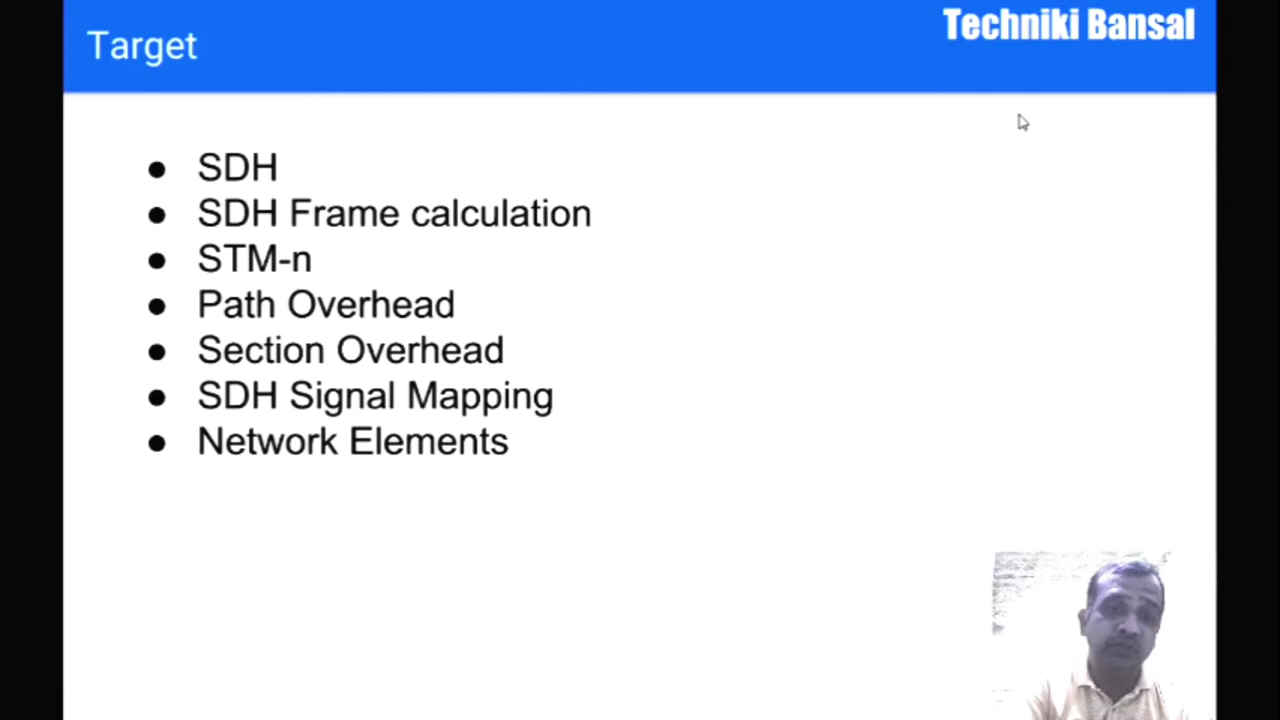 Target
Techniki Bansal
● SDH
● SDH Frame calculation
● STM-n
● Path Overhead
● Section Overhead
● SDH Signal Mapping
● Network Elements